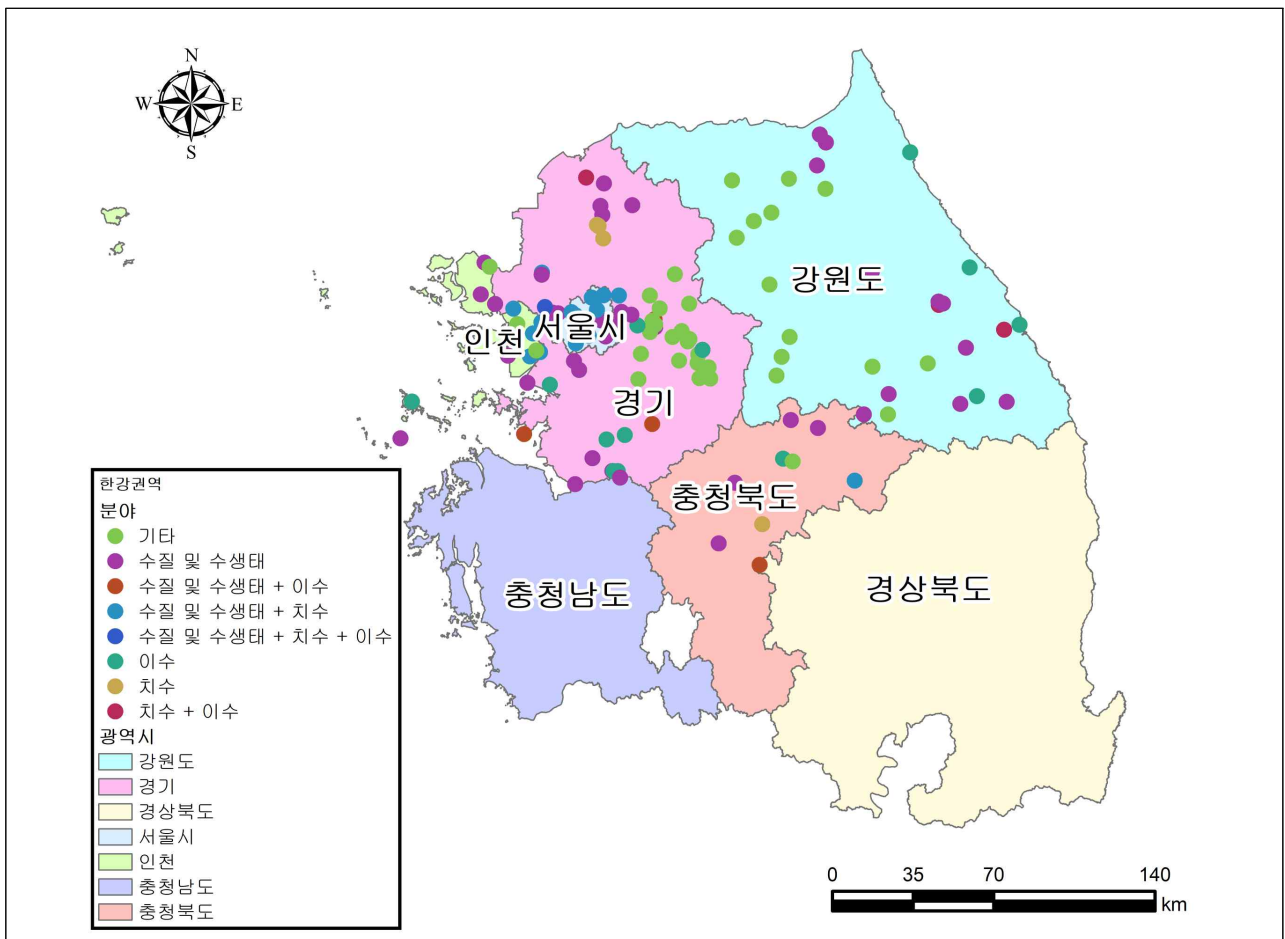 N
W
E
S
강원도
서울시
인천
경기
충청북도
충청남도
경상북도
한강권역
분야
기타
수질 및 수생태
수질 및 수생태 + 이수
수질 및 수생태 + 치수
수질 및 수생태 + 치수 + 이수
이수
치수
치수 + 이수
광역시
강원도
경기
경상북도
서울시
인천
충청남도
충청북도
0 35 70 140
km